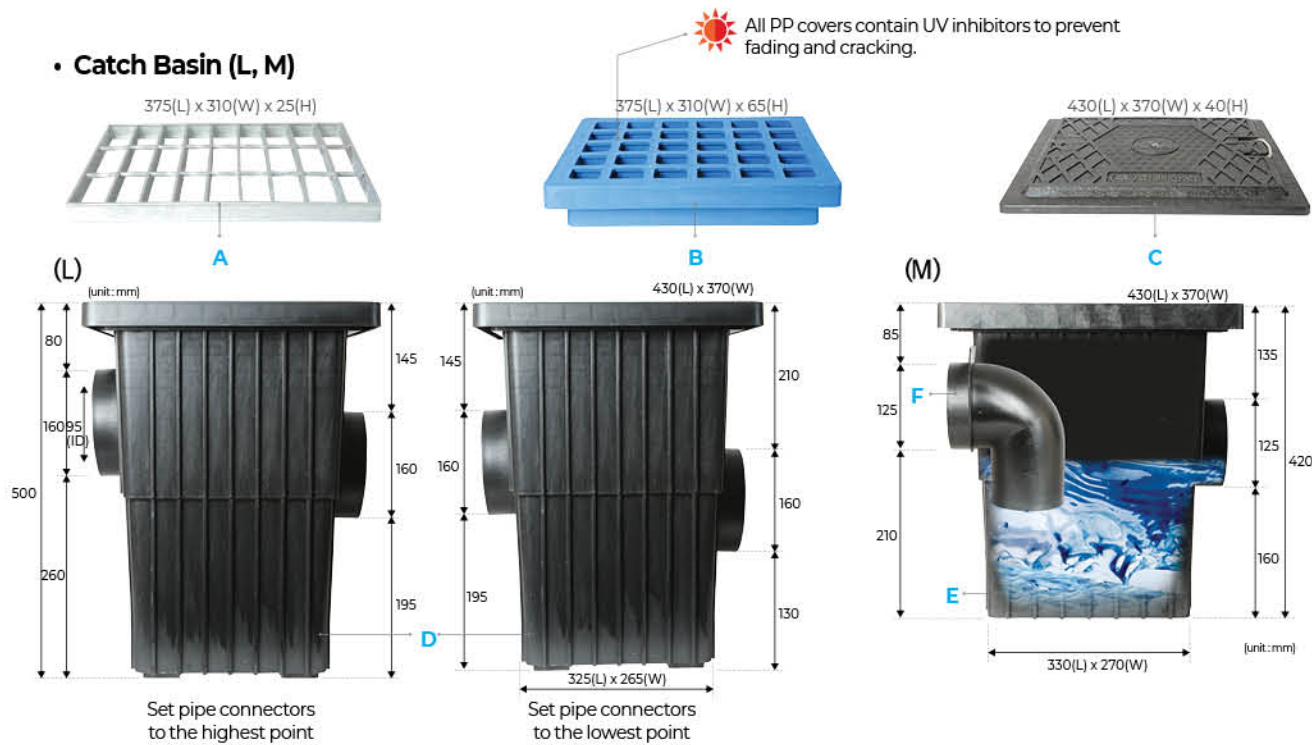 All PP covers contain UV inhibitors to prevent
fading and cracking.
• Catch Basin (L, M)
375(L) x 310(W) x 25(H)
375(L) x 310(W) x 65(H)
430(L) x 370(W) x 40(H)
A
B
C
(L)
(unit : mm)
500
80
160
95
(ID)
260
145
160
195
D
Set pipe connectors
to the highest point
(unit : mm)
430(L) x 370(W)
145
160
195
210
160
130
325(L) x 265(W)
Set pipe connectors
to the lowest point
(M)
430(L) x 370(W)
85
125
210
F
E
135
125
160
420
330(L) x 270(W)
(unit : mm)